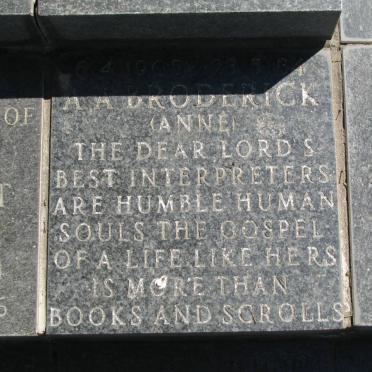 A A BRODERICK
(ANNE)
THE DEAR LORD S
BEST INTERPRETERS
ARE HUMBLE HUMAN
SOULS THE GOSPEL
OF A LIFE LIKE HERS
IS MORE THAN
BOOKS AND SCROLLS
OF